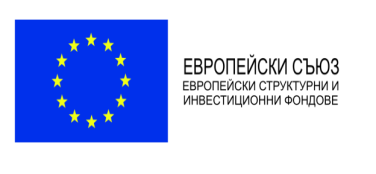 ЕВРОПЕЙСКИ СЪЮЗ
ЕВРОПЕЙСКИ СТРУКТУРНИ И
ИНВЕСТИЦИОННИ ФОНДОВЕ